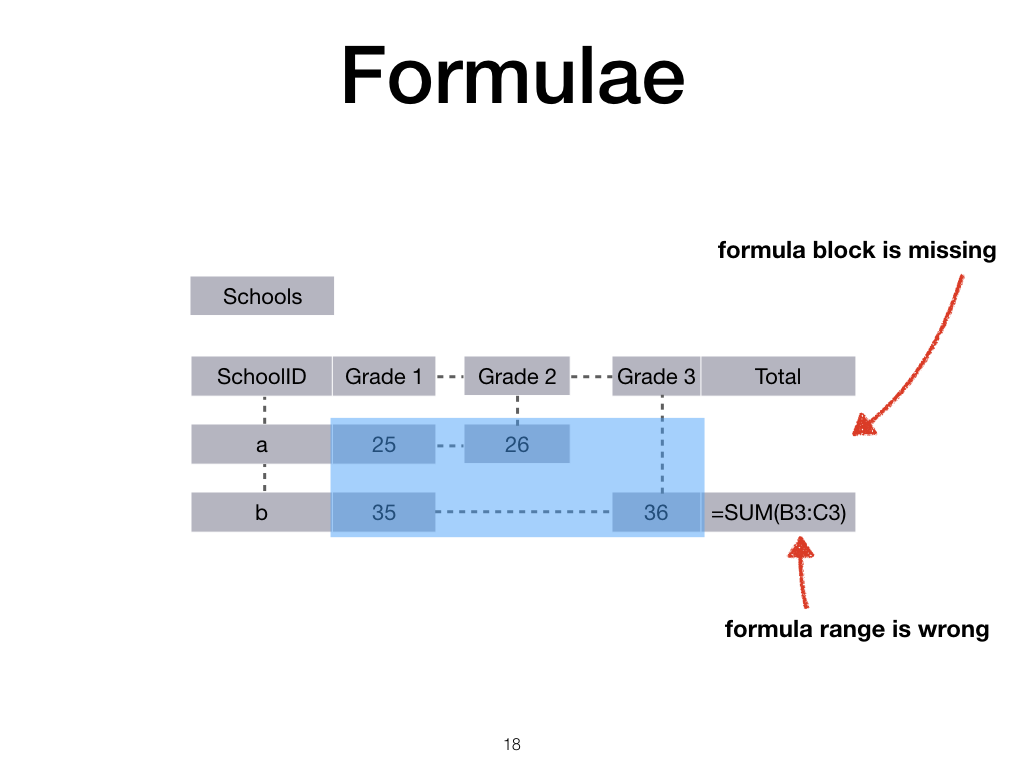 Formulae
formula block is missing
Schools
SchoolID Grade 1 Grade 2 Grade 3 Total
a 25 26
b 35 36 =SUM(B3:C3)
formula range is wrong
18